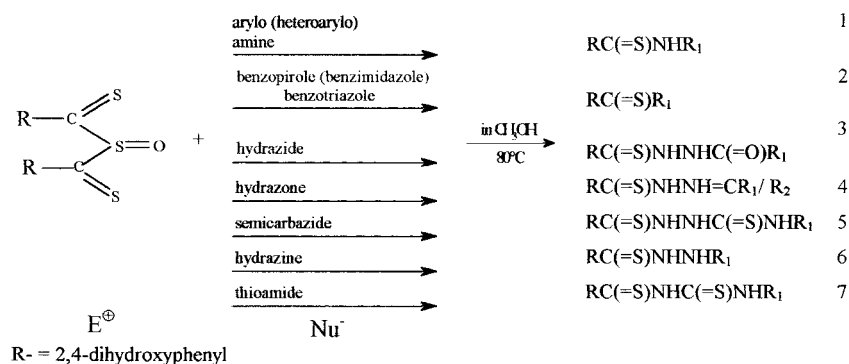 R
C
S
S=O
R
C
S
+
arylo (heteroarylo)
amine
benzopirole (benzimidazole)
benzotriazole
hydrazide
hydrazone
semicarbazide
hydrazine
thioamide
in CH3OH
80°C
RC(=S)NHR1 1
RC(=S)R1 2
RC(=S)NHNHC(=O)R1 3
RC(=S)NHNH=CR1/ R2 4
RC(=S)NHNHC(=S)NHR1 5
RC(=S)NHNHR1 6
RC(=S)NHC(=S)NHR1 7
E⊕
Nu-
R- = 2,4-dihydroxyphenyl